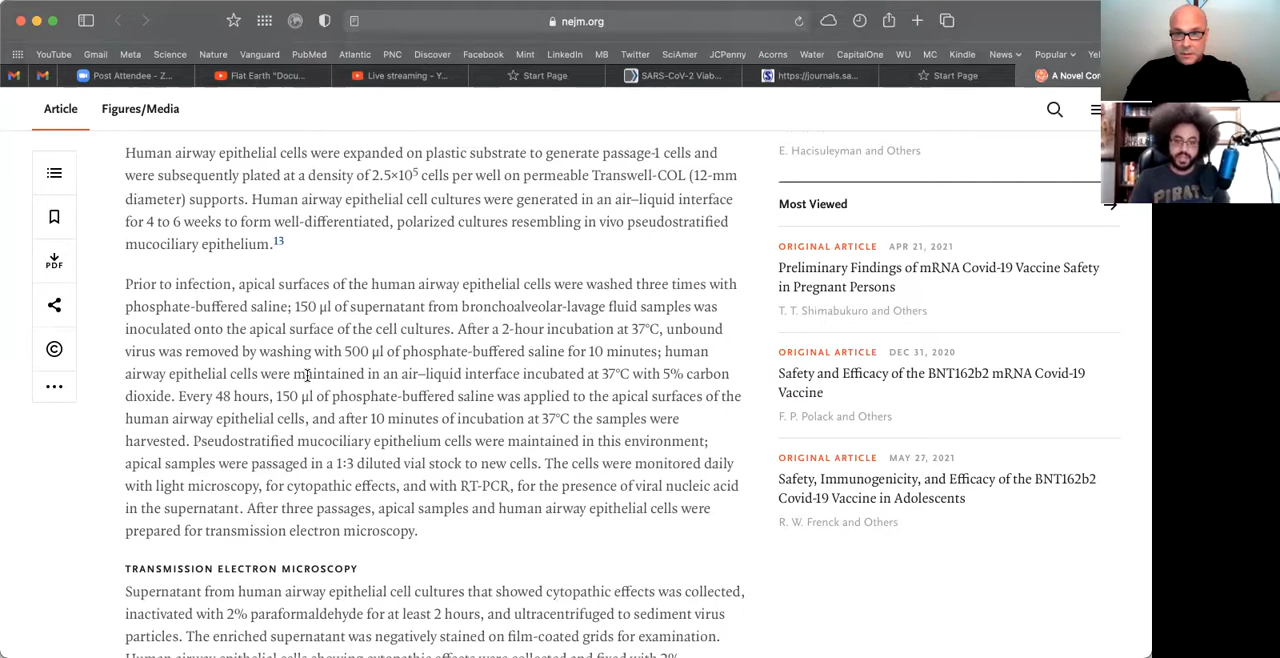 nejm.org
YouTube Gmail Meta Science Nature Vanguard PubMed Atlantic PNC Discover Facebook Mint LinkedIn MB Twitter SciAmer JCPenny Acorns Water CapitalOne WU MC Kindle News Popular Yel
Post Attendee - Z... Flat Earth "Docu... Live streaming - Y... Start Page SARS-CoV-2 Viab... https://journals.sa... Start Page A Novel Cor
Article Figures/Media
Human airway epithelial cells were expanded on plastic substrate to generate passage-1 cells and
were subsequently plated at a density of 2.5×10⁵ cells per well on permeable Transwell-COL (12-mm
diameter) supports. Human airway epithelial cell cultures were generated in an air–liquid interface
for 4 to 6 weeks to form well-differentiated, polarized cultures resembling in vivo pseudostratified
mucociliary epithelium.¹³
Prior to infection, apical surfaces of the human airway epithelial cells were washed three times with
phosphate-buffered saline; 150 μl of supernatant from bronchoalveolar-lavage fluid samples was
inoculated onto the apical surface of the cell cultures. After a 2-hour incubation at 37°C, unbound
virus was removed by washing with 500 μl of phosphate-buffered saline for 10 minutes; human
airway epithelial cells were maintained in an air–liquid interface incubated at 37°C with 5% carbon
dioxide. Every 48 hours, 150 μl of phosphate-buffered saline was applied to the apical surfaces of the
human airway epithelial cells, and after 10 minutes of incubation at 37°C the samples were
harvested. Pseudostratified mucociliary epithelium cells were maintained in this environment;
apical samples were passaged in a 1:3 diluted vial stock to new cells. The cells were monitored daily
with light microscopy, for cytopathic effects, and with RT-PCR, for the presence of viral nucleic acid
in the supernatant. After three passages, apical samples and human airway epithelial cells were
prepared for transmission electron microscopy.
TRANSMISSION ELECTRON MICROSCOPY
Supernatant from human airway epithelial cell cultures that showed cytopathic effects was collected,
inactivated with 2% paraformaldehyde for at least 2 hours, and ultracentrifuged to sediment virus
particles. The enriched supernatant was negatively stained on film-coated grids for examination.
Human airway epithelial cells showing cytopathic effects were collected and fixed with 2%
PDF
E. Hacisuleyman and Others
Most Viewed
ORIGINAL ARTICLE APR 21, 2021
Preliminary Findings of mRNA Covid-19 Vaccine Safety
in Pregnant Persons
T. T. Shimabukuro and Others
ORIGINAL ARTICLE DEC 31, 2020
Safety and Efficacy of the BNT162b2 mRNA Covid-19
Vaccine
F. P. Polack and Others
ORIGINAL ARTICLE MAY 27, 2021
Safety, Immunogenicity, and Efficacy of the BNT162b2
Covid-19 Vaccine in Adolescents
R. W. Frenck and Others
PIRAT